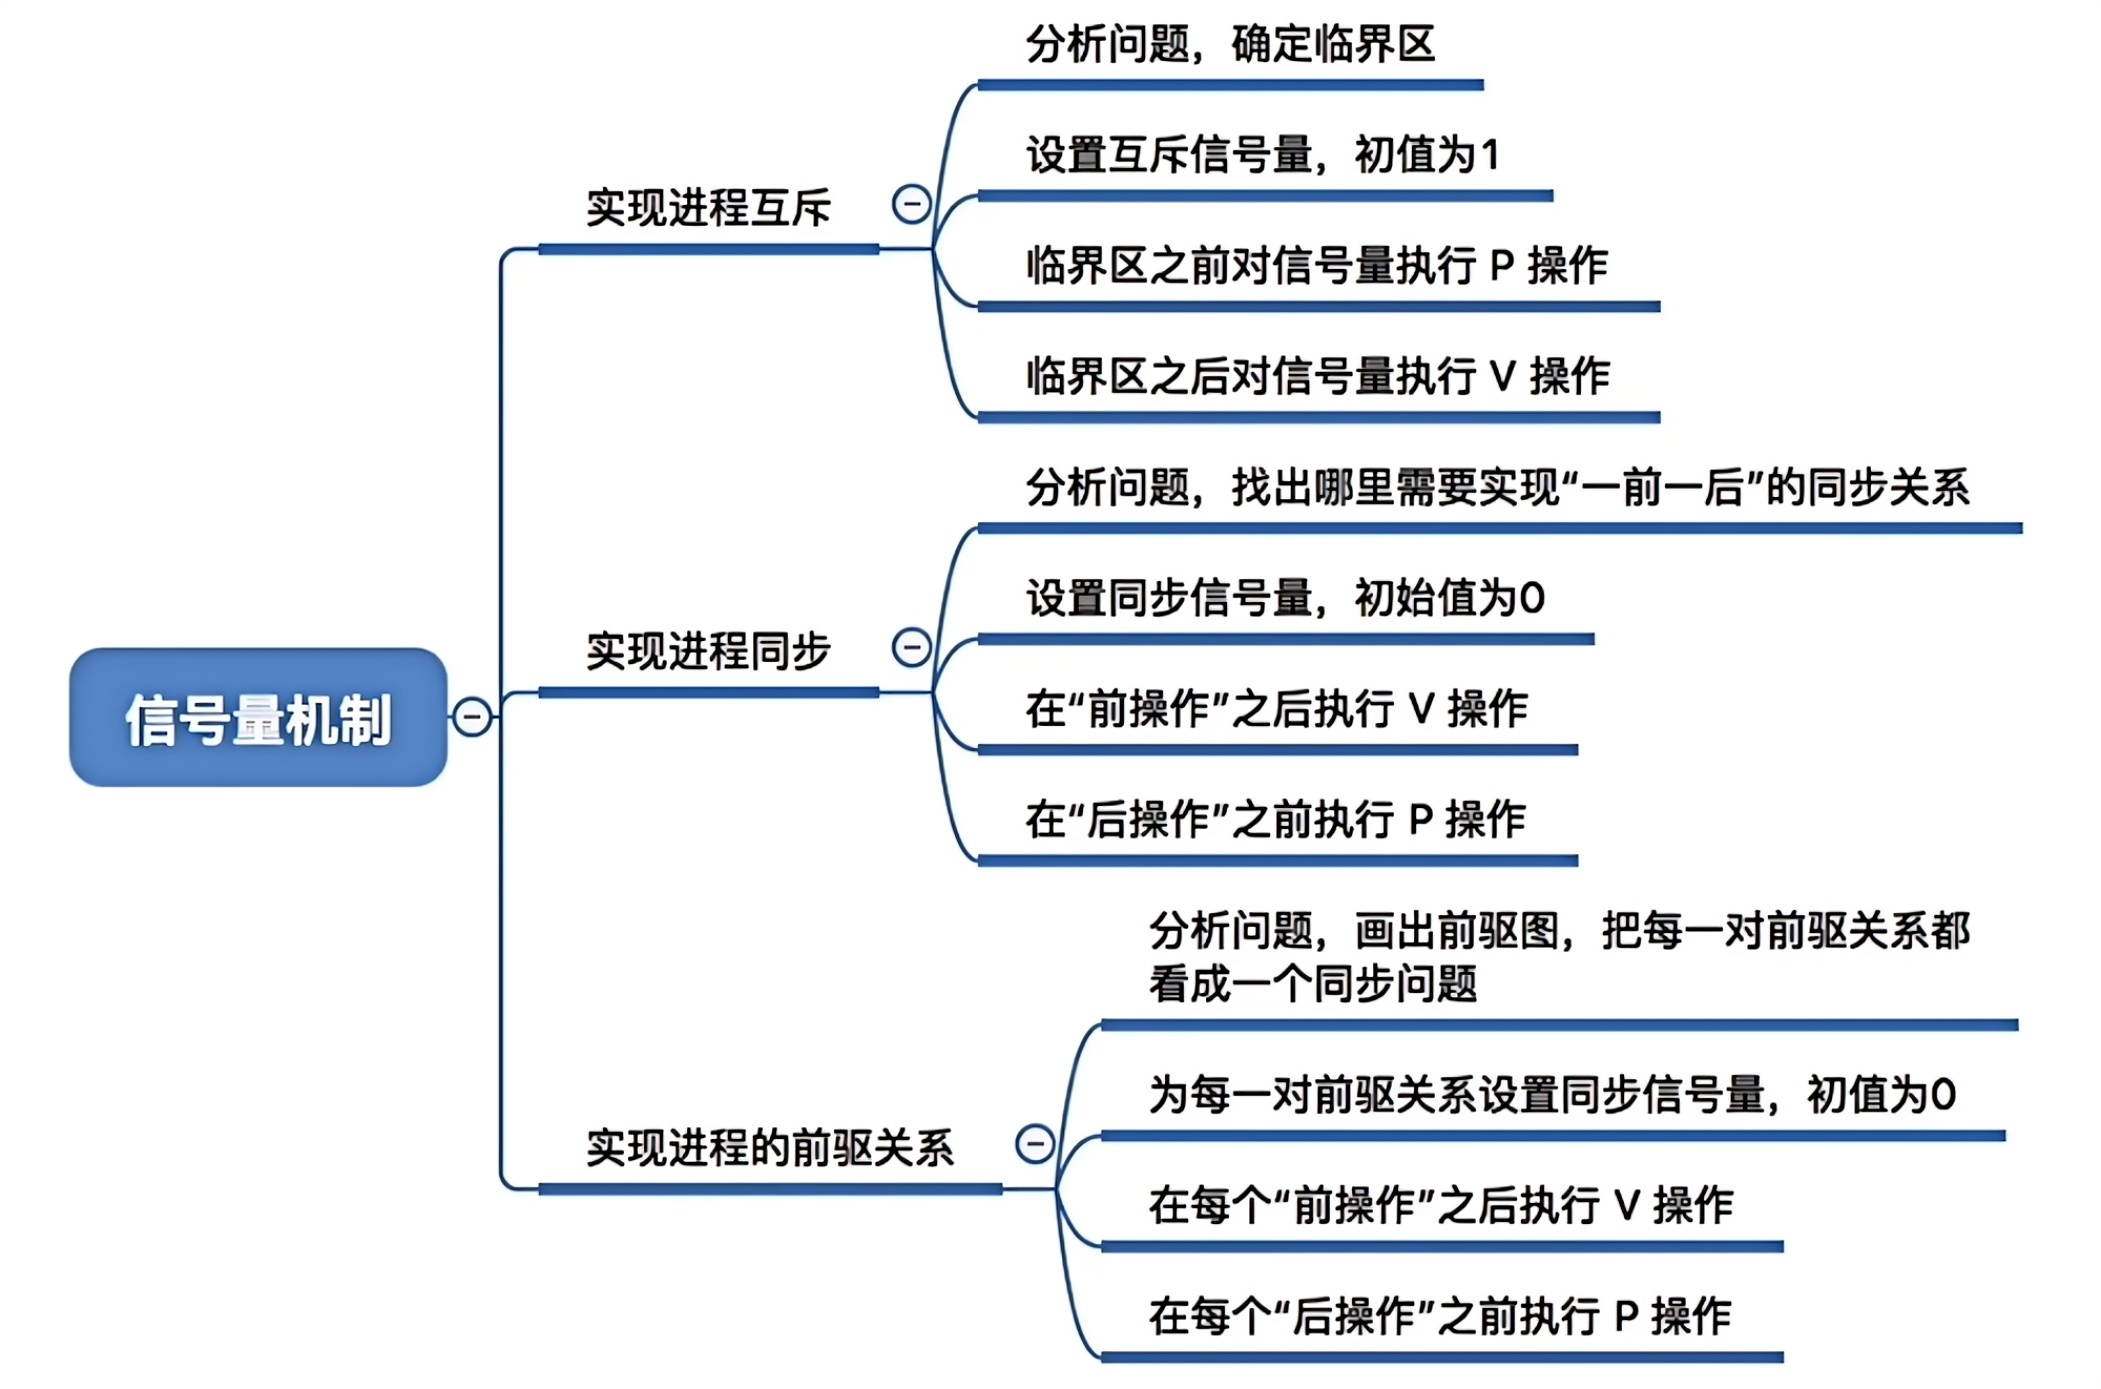 分析问题，确定临界区
设置互斥信号量，初值为1
实现进程互斥
临界区之前对信号量执行 P 操作
临界区之后对信号量执行 V 操作
分析问题，找出哪里需要实现“一前一后”的同步关系
设置同步信号量，初始值为0
实现进程同步
信号量机制
在“前操作”之后执行 V 操作
在“后操作”之前执行 P 操作
分析问题，画出前驱图，把每一对前驱关系都
看成一个同步问题
为每一对前驱关系设置同步信号量，初值为0
实现进程的前驱关系
在每个“前操作”之后执行 V 操作
在每个“后操作”之前执行 P 操作